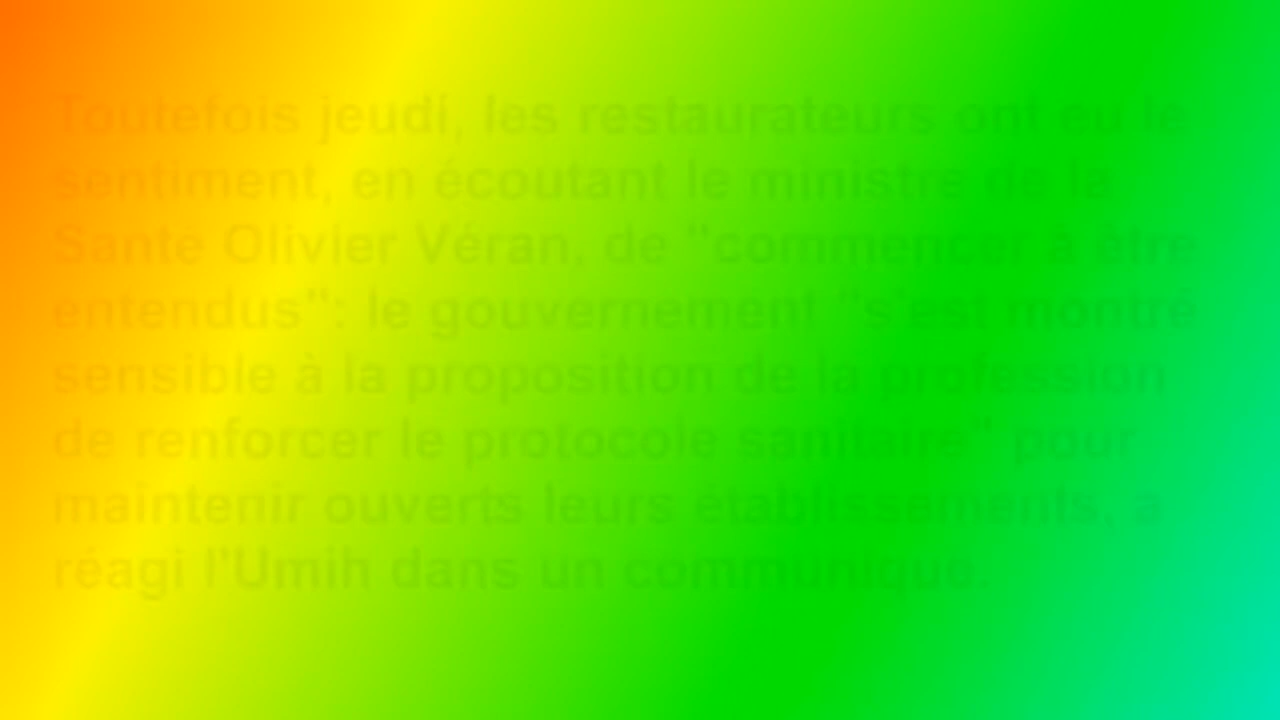 Toutefois jeudi, les restaurateurs ont eu le
sentiment, en écoutant le ministre de la
Santé Olivier Véran, de "commencer à être
entendus": le gouvernement "s'est montré
sensible à la proposition de la profession
de renforcer le protocole sanitaire" pour
maintenir ouverts leurs établissements, a
réagi l'Umih dans un communiqué.